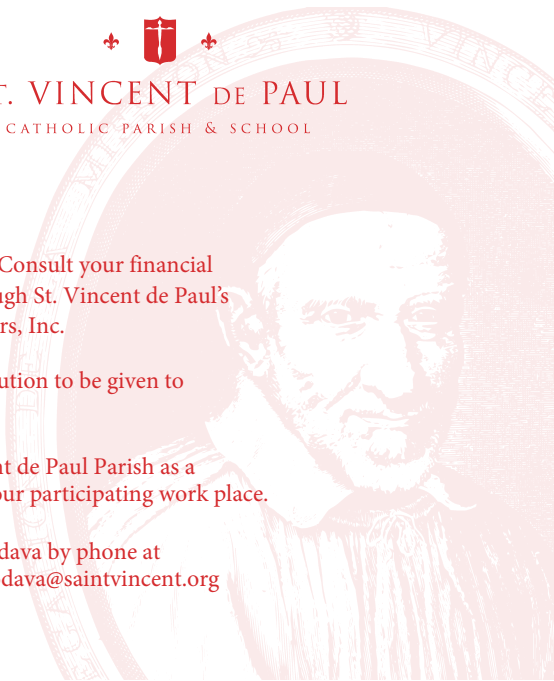 T. VINCENT DE PAUL
CATHOLIC PARISH & SCHOOL
Consult your financial
ugh St. Vincent de Paul’s
rs, Inc.
ution to be given to
nt de Paul Parish as a
our participating work place.
dava by phone at
dava@saintvincent.org